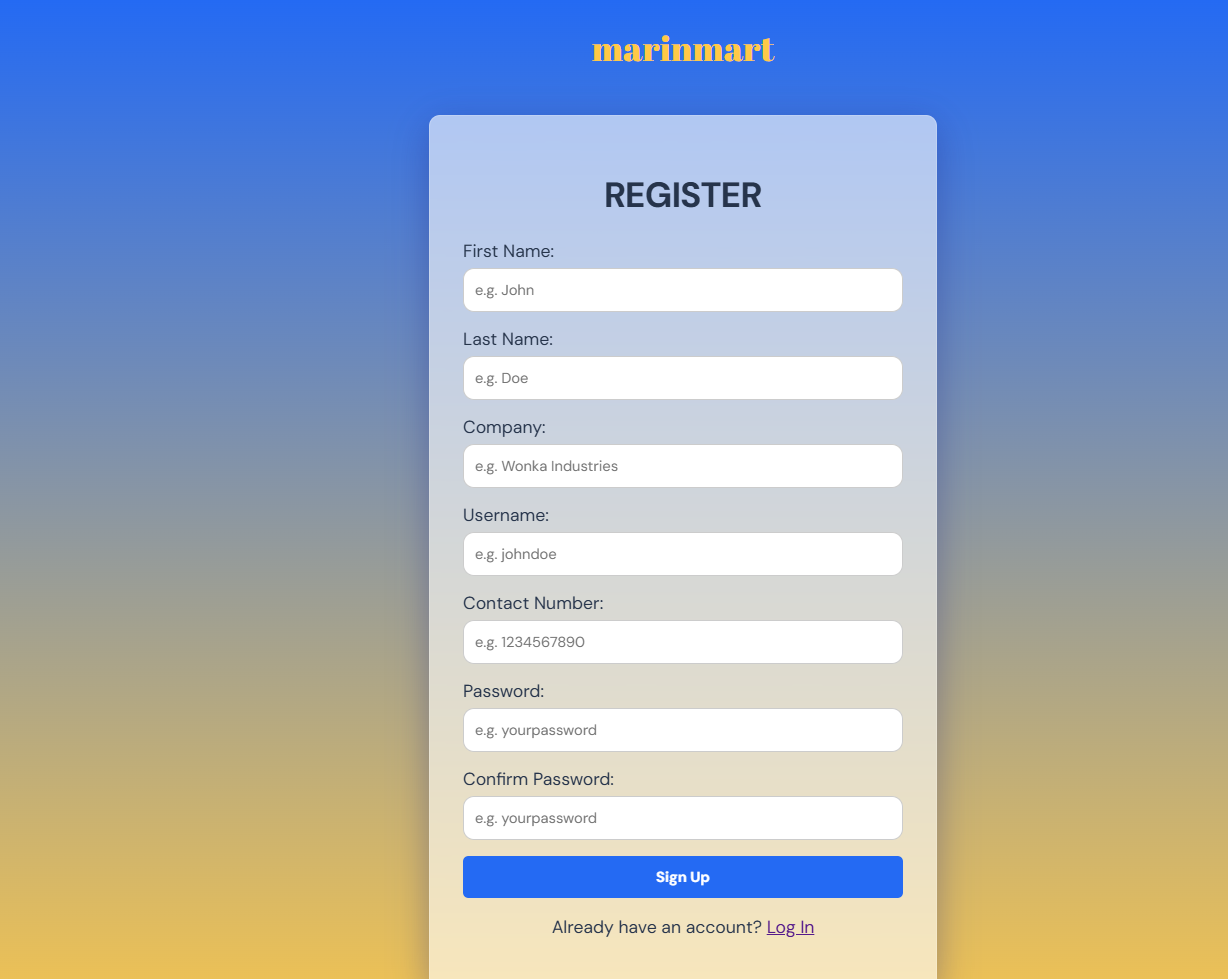 marinmart
REGISTER
First Name:
e.g. John
Last Name:
e.g. Doe
Company:
e.g. Wonka Industries
Username:
e.g. johndoe
Contact Number:
e.g. 1234567890
Password:
e.g. yourpassword
Confirm Password:
e.g. yourpassword
Sign Up
Already have an account? Log In